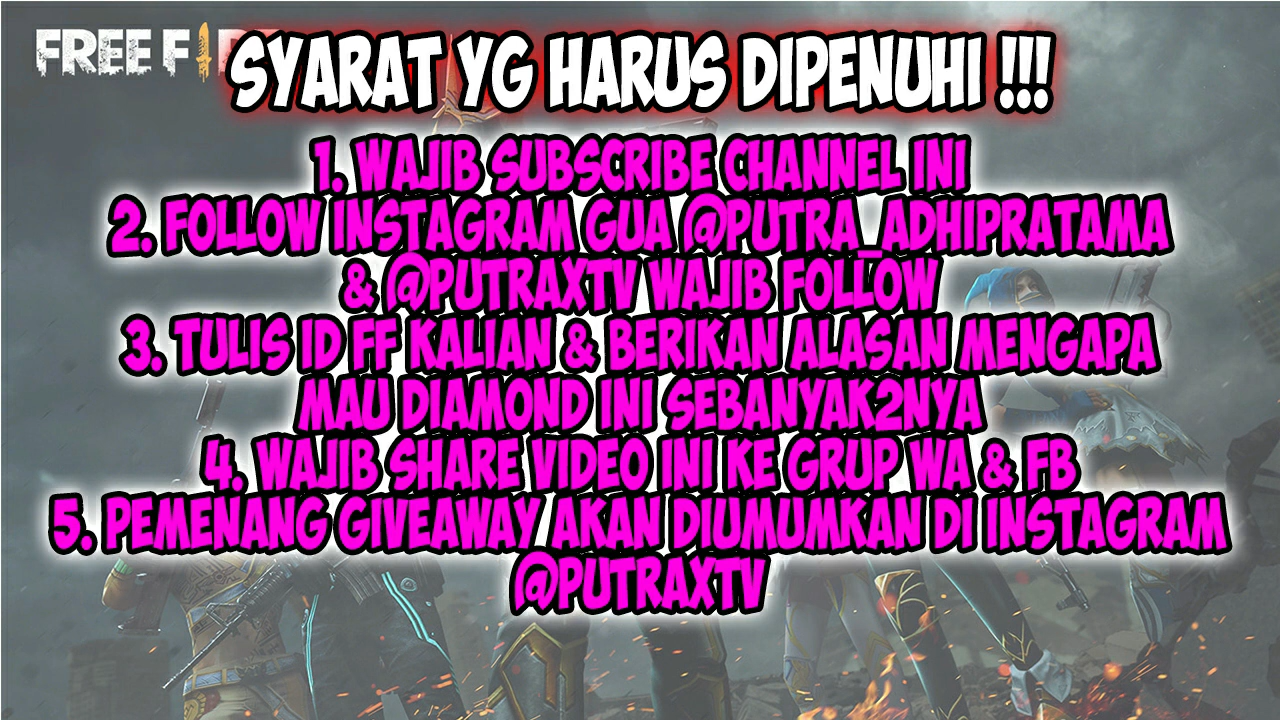 FREE FI
SYARAT YG HARUS DIPENUHI !!!
1. WAJIB SUBSCRIBE CHANNEL INI
2. FOLLOW INSTAGRAM GUA @PUTRA_ADHIPRATAMA
& @PUTRAXTV WAJIB FOLLOW
3. TULIS ID FF KALIAN & BERIKAN ALASAN MENGAPA
MAU DIAMOND INI SEBANYAK2NYA
4. WAJIB SHARE VIDEO INI KE GRUP WA & FB
5. PEMENANG GIVEAWAY AKAN DIUMUMKAN DI INSTAGRAM
@PUTRAXTV